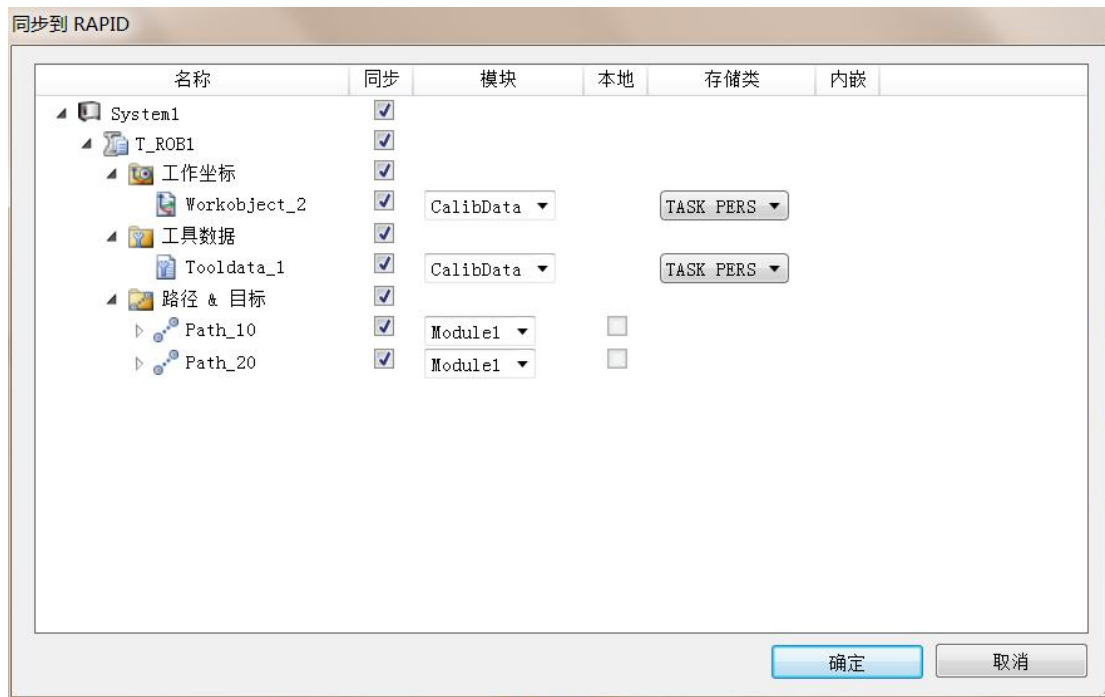 同步到 RAPID
名称 同步 模块 本地 存储类 内嵌
System1
T_ROB1
工作坐标
Workobject_2 CalibData TASK PERS
工具数据
Tooldata_1 CalibData TASK PERS
路径 & 目标
Path_10 Module1
Path_20 Module1
确定 取消